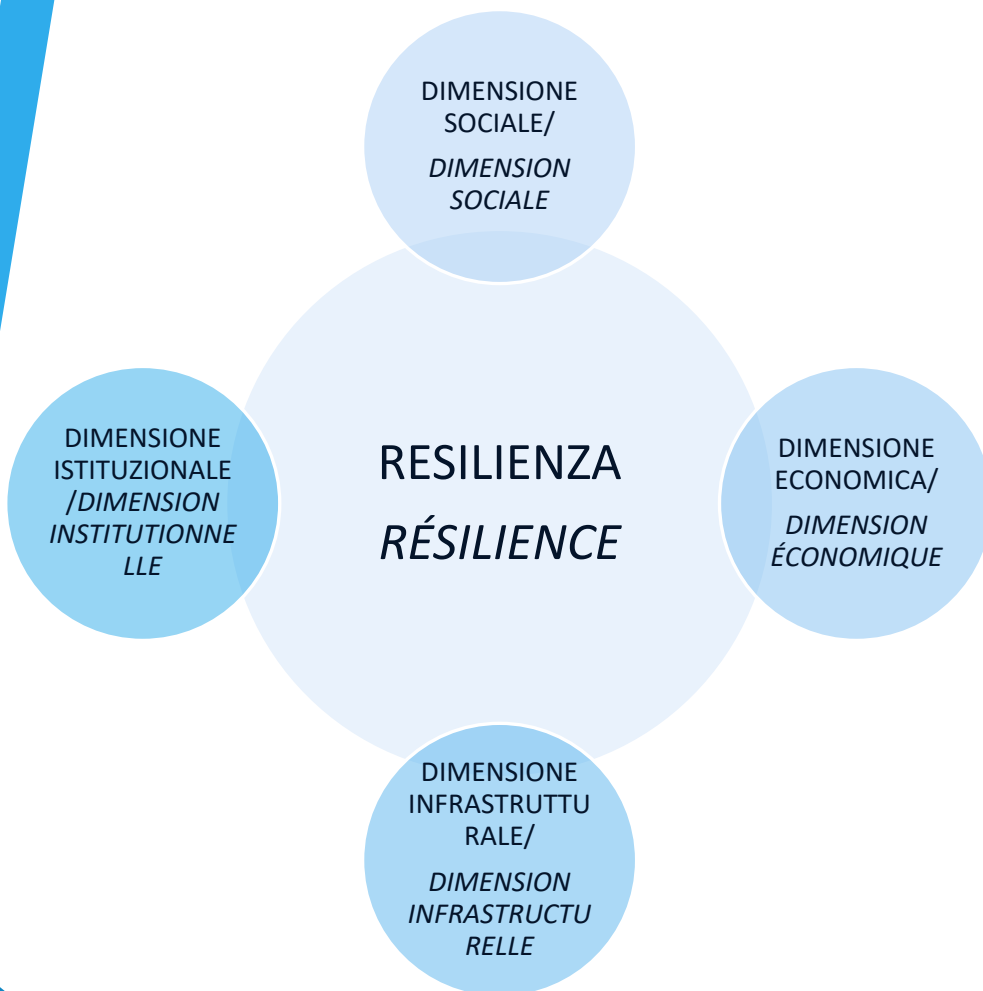 DIMENSIONE
SOCIALE/
DIMENSION
SOCIALE
DIMENSIONE
ISTITUZIONALE
/DIMENSION
INSTITUTIONNE
LLE
RESILIENZA
RÉSILIENCE
DIMENSIONE
ECONOMICA/
DIMENSION
ÉCONOMIQUE
DIMENSIONE
INFRASTRUTTU
RALE/
DIMENSION
INFRASTRUCTU
RELLE